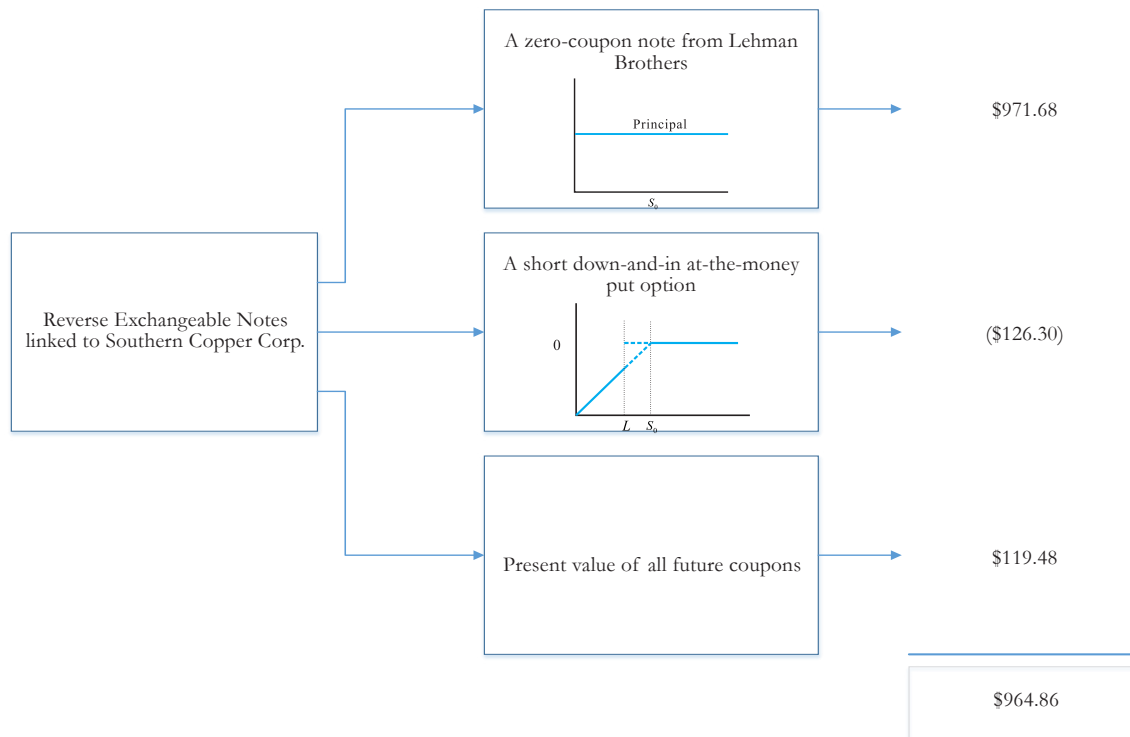 A zero-coupon note from Lehman
Brothers
Principal
S₀
$971.68
Reverse Exchangeable Notes
linked to Southern Copper Corp.
A short down-and-in at-the-money
put option
0
L S₀
($126.30)
Present value of all future coupons
$119.48
$964.86